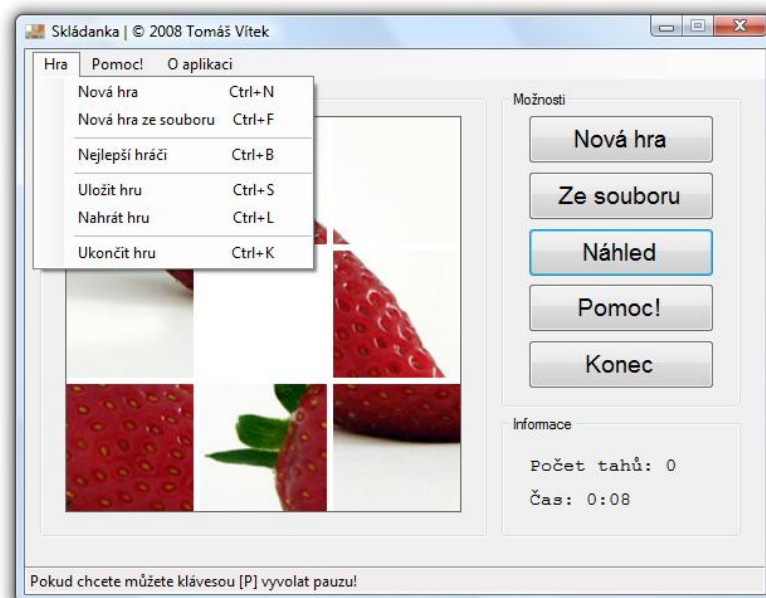 Skládanka | © 2008 Tomáš Vítek
Hra Pomoc! O aplikaci
Nová hra Ctrl+N
Nová hra ze souboru Ctrl+F
Nejlepší hráči Ctrl+B
Uložit hru Ctrl+S
Nahrát hru Ctrl+L
Ukončit hru Ctrl+K
Možnosti
Nová hra
Ze souboru
Náhled
Pomoc!
Konec
Informace
Počet tahů: 0
Čas: 0:08
Pokud chcete můžete klávesou [P] vyvolat pauzu!